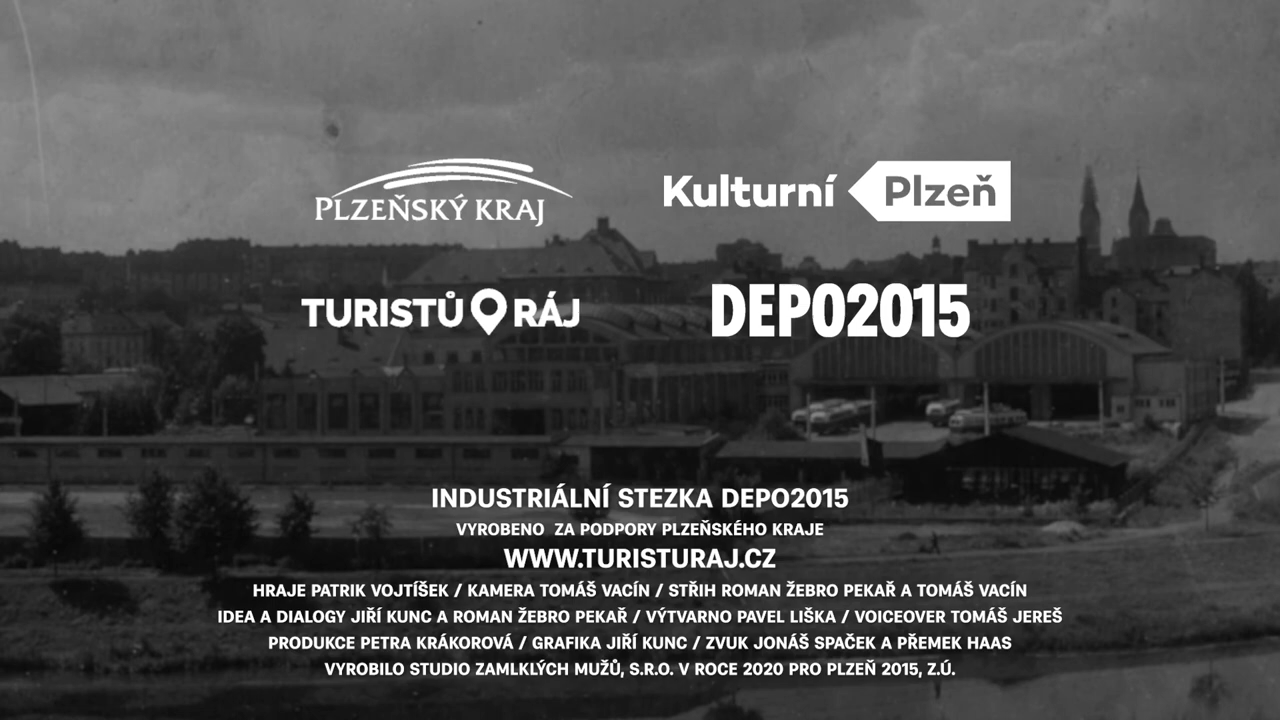 PLZEŇSKÝ KRAJ
Kulturní Plzeň
TURISTŮ RÁJ
DEPO2015
INDUSTRIÁLNÍ STEZKA DEPO2015
VYROBENO ZA PODPORY PLZEŇSKÉHO KRAJE
WWW.TURISTURAJ.CZ
HRAJE PATRIK VOJTÍŠEK / KAMERA TOMÁŠ VACÍN / STŘIH ROMAN ŽEBRO PEKAŘ A TOMÁŠ VACÍN
IDEA A DIALOGY JIŘÍ KUNC A ROMAN ŽEBRO PEKAŘ / VÝTVARNO PAVEL LIŠKA / VOICEOVER TOMÁŠ JEREŠ
PRODUKCE PETRA KRÁKOROVÁ / GRAFIKA JIŘÍ KUNC / ZVUK JONÁŠ SPAČEK A PŘEMEK HAAS
VYROBILO STUDIO ZAMLKLÝCH MUŽŮ, S.R.O. V ROCE 2020 PRO PLZEŇ 2015, Z.Ú.